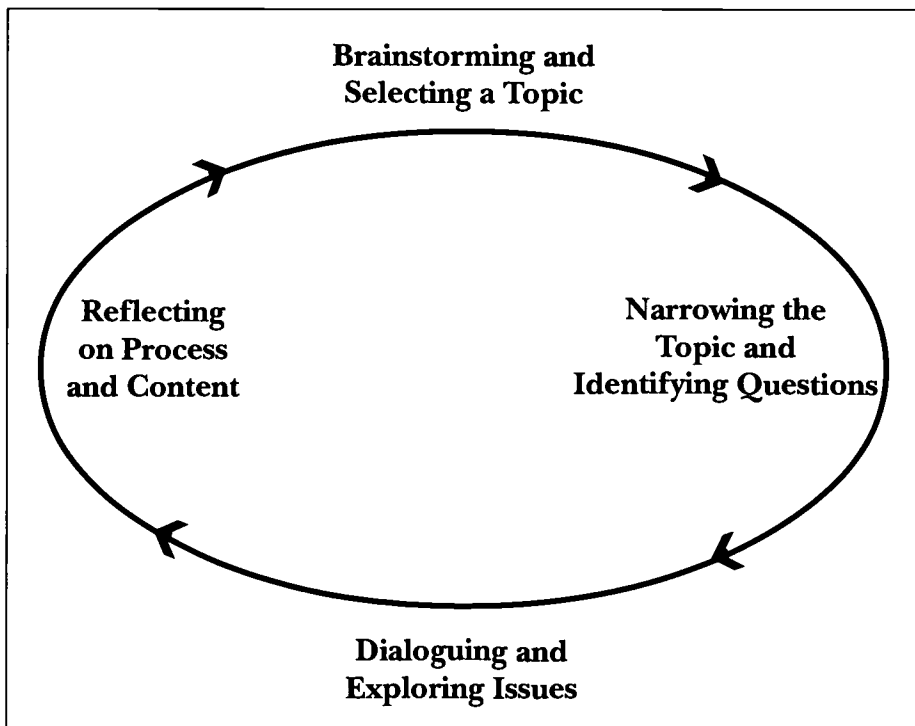 Brainstorming and
Selecting a Topic
Narrowing the
Topic and
Identifying Questions
Dialoguing and
Exploring Issues
Reflecting
on Process
and Content